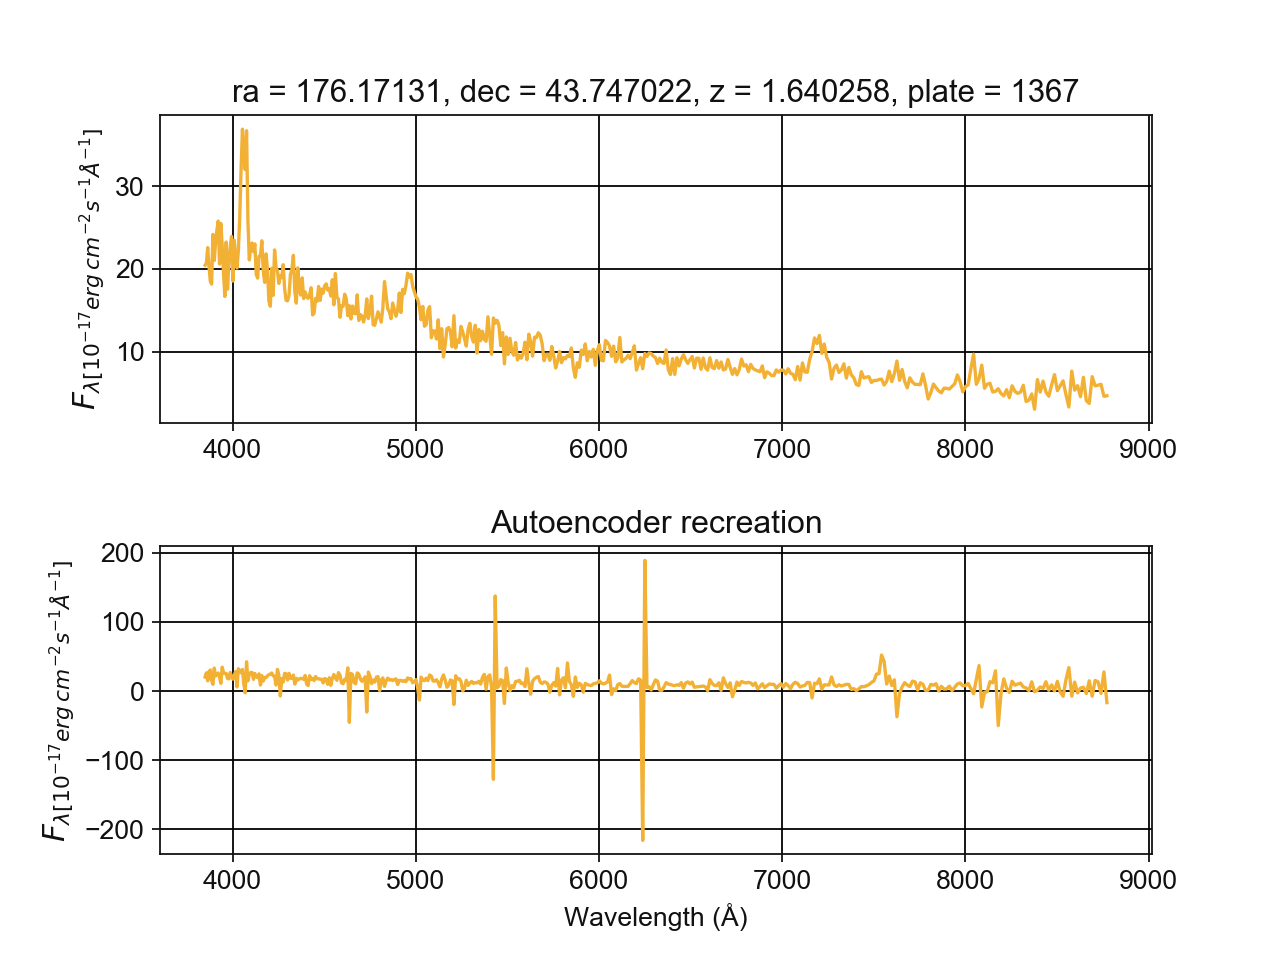 ra = 176.17131, dec = 43.747022, z = 1.640258, plate = 1367
F_λ[10⁻¹⁷erg cm⁻²s⁻¹Å⁻¹]
30
20
10
4000 5000 6000 7000 8000 9000
Autoencoder recreation
F_λ[10⁻¹⁷erg cm⁻²s⁻¹Å⁻¹]
200
100
0
−100
−200
4000 5000 6000 7000 8000 9000
Wavelength (Å)